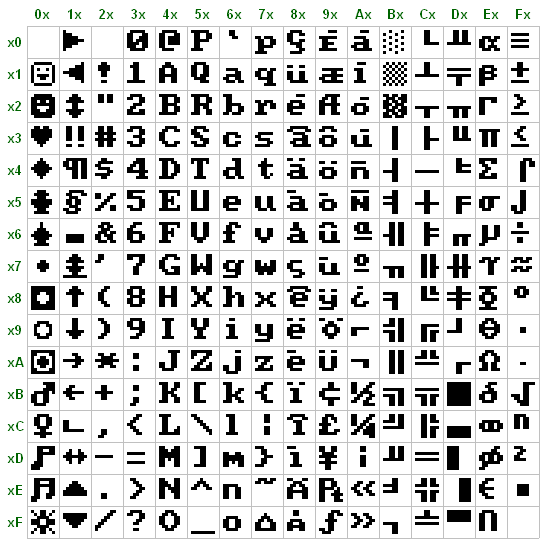 0x 1x 2x 3x 4x 5x 6x 7x 8x 9x Ax Bx Cx Dx Ex Fx
x0 ► 0 @ P ` p Ç É á ░ └ ╨ α ≡
x1 ☺ ◄ ! 1 A Q a q ü æ í ▒ ┴ ╤ β ±
x2 ☻ ↕ " 2 B R b r é Æ ó ▓ ┬ ╥ Γ ≥
x3 ♥ ‼ # 3 C S c s â ô ú │ ├ ╙ π ≤
x4 ♦ ¶ $ 4 D T d t ä ö ñ ┤ ─ ╘ Σ ⌠
x5 ♣ § % 5 E U e u à ò Ñ ╡ ┼ ╒ σ ⌡
x6 ♠ ▬ & 6 F V f v å û ª ╢ ╞ ╓ µ ÷
x7 • ↨ ' 7 G W g w ç ù º ╖ ╟ ╫ τ ≈
x8 ◘ ↑ ( 8 H X h x ê ÿ ¿ ╕ ╚ ╪ Φ °
x9 ○ ↓ ) 9 I Y i y ë Ö ⌐ ╣ ╔ ┘ Θ ∙
xA ◙ → * : J Z j z è Ü ¬ ║ ╩ ┌ Ω ·
xB ♂ ← + ; K [ k { ï ¢ ½ ╗ ╦ █ δ √
xC ♀ ∟ , < L \ l | î £ ¼ ╝ ╠ ▄ ∞ ⁿ
xD ♪ ↔ - = M ] m } ì ¥ ¡ ╜ ═ ▌ φ ²
xE ♫ ▲ . > N ^ n ~ Ä ₧ « ╛ ╬ ▐ ε ■
xF ☼ ▼ / ? O _ o ⌂ Å ƒ » ┐ ╧ ▀ ∩